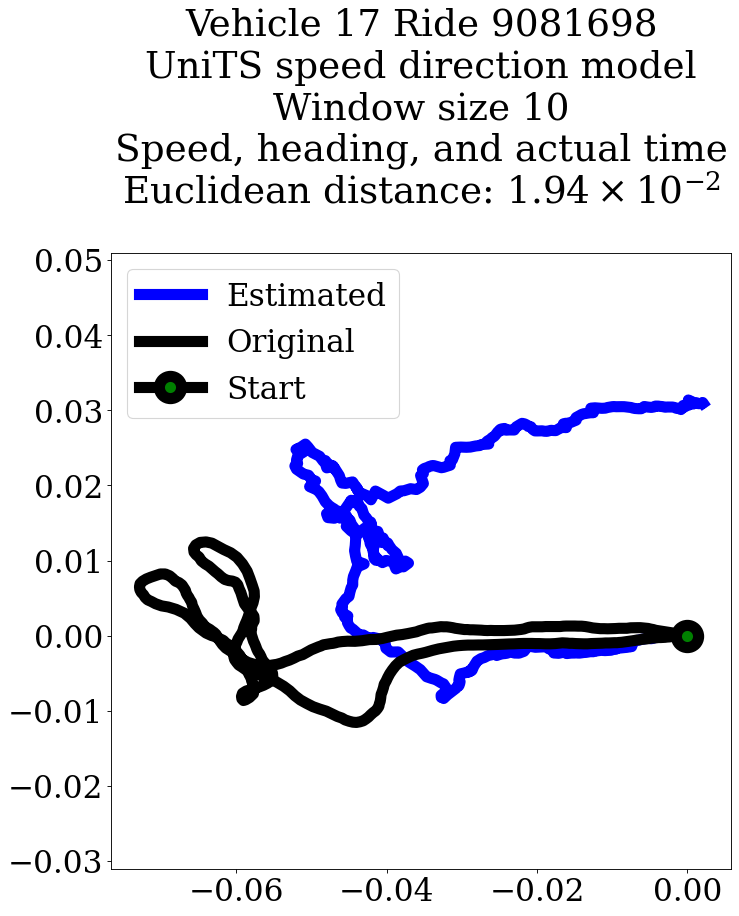 Vehicle 17 Ride 9081698
UniTS speed direction model
Window size 10
Speed, heading, and actual time
Euclidean distance: 1.94 × 10⁻²
0.05
Estimated
0.04
Original
Start
0.03
0.02
0.01
0.00
−0.01
−0.02
−0.03
−0.06 −0.04 −0.02 0.00